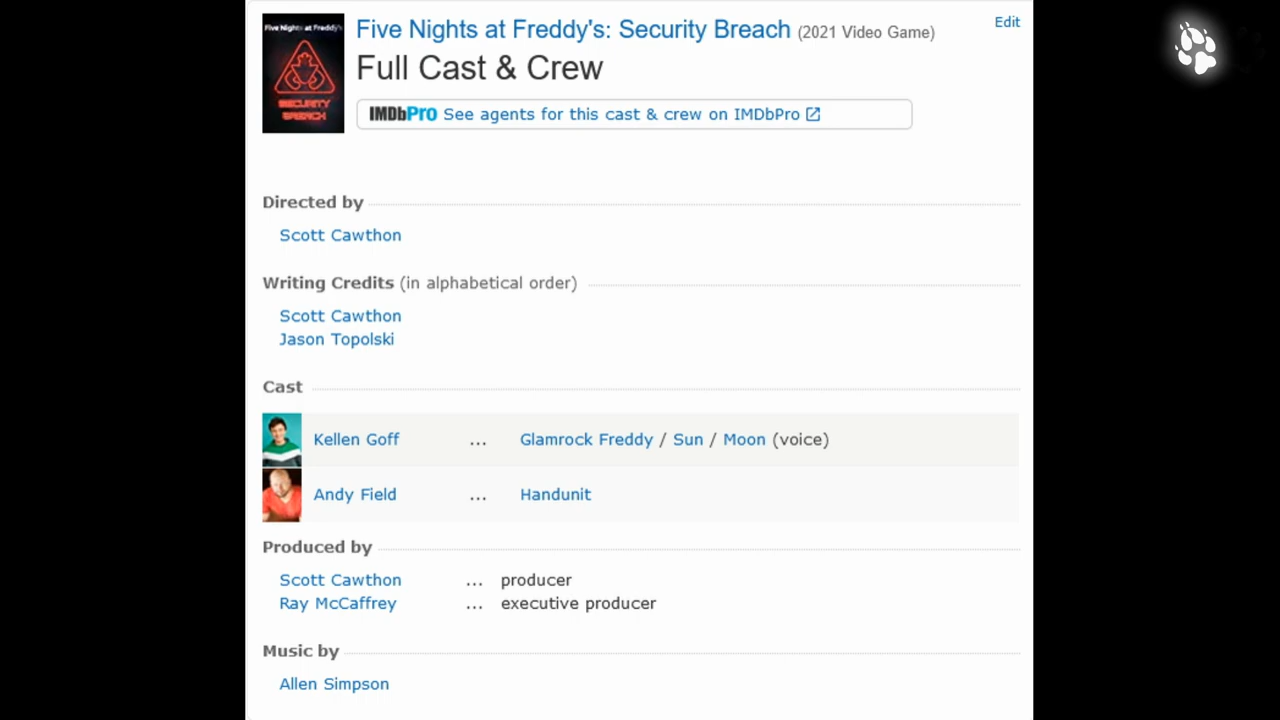 Five Nights at Freddy's
SECURITY
BREACH
Five Nights at Freddy's: Security Breach (2021 Video Game)
Edit
Full Cast & Crew
IMDbPro See agents for this cast & crew on IMDbPro
Directed by
Scott Cawthon
Writing Credits (in alphabetical order)
Scott Cawthon
Jason Topolski
Cast
Kellen Goff ... Glamrock Freddy / Sun / Moon (voice)
Andy Field ... Handunit
Produced by
Scott Cawthon ... producer
Ray McCaffrey ... executive producer
Music by
Allen Simpson